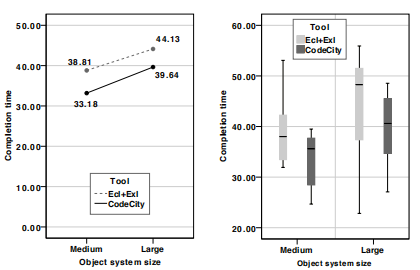 50.00
40.00
30.00
20.00
10.00
0.00
Completion time
38.81
44.13
33.18
39.64
Tool
Ecl+Exl
CodeCity
Medium
Large
Object system size
60.00
50.00
40.00
30.00
20.00
Completion time
Tool
Ecl+Exl
CodeCity
Medium
Large
Object system size